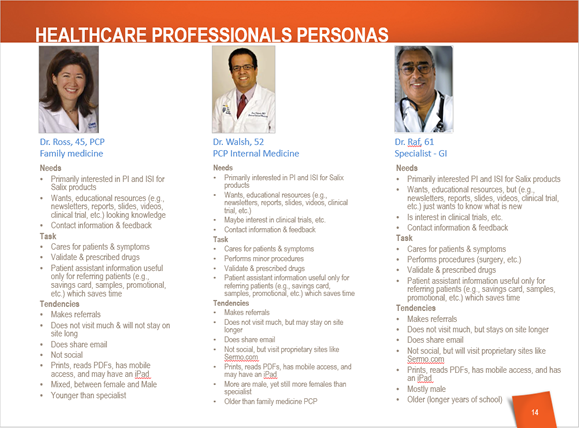 HEALTHCARE PROFESSIONALS PERSONAS
Dr. Ross, 45, PCP
Family medicine
Needs
• Primarily interested in PI and ISI for
Salix products
• Wants, educational resources (e.g.,
newsletters, reports, slides, videos,
clinical trial, etc.) looking knowledge
• Contact information & feedback
Task
• Cares for patients & symptoms
• Validate & prescribed drugs
• Patient assistant information useful
only for referring patients (e.g.,
savings card, samples, promotional,
etc.) which saves time
Tendencies
• Makes referrals
• Does not visit much & will not stay on
site long
• Does share email
• Not social
• Prints, reads PDFs, has mobile
access, and may have an iPad
• Mixed, between female and Male
• Younger than specialist
Dr. Walsh, 52
PCP Internal Medicine
Needs
• Primarily interested in PI and ISI for Salix
products
• Wants, educational resources (e.g.,
newsletters, reports, slides, videos, clinical
trial, etc.)
• Maybe interest in clinical trials, etc.
• Contact information & feedback
Task
• Cares for patients & symptoms
• Performs minor procedures
• Validate & prescribed drugs
• Patient assistant information useful only for
referring patients (e.g., savings card,
samples, promotional, etc.) which saves time
Tendencies
• Makes referrals
• Does not visit much, but may stay on site
longer
• Does share email
• Not social, but visit proprietary sites like
Sermo.com
• Prints, reads PDFs, has mobile access, and
may have an iPad
• More are male, yet still more females than
specialist
• Older than family medicine PCP
Dr. Raf, 61
Specialist - GI
Needs
• Primarily interested PI and ISI for Salix products
• Wants, educational resources, but (e.g.,
newsletters, reports, slides, videos, clinical trial,
etc.) just wants to know what is new
• Is interest in clinical trials, etc.
• Contact information & feedback
Task
• Cares for patients & symptoms
• Performs procedures (surgery, etc.)
• Validate & prescribed drugs
• Patient assistant information useful only for
referring patients (e.g., savings card, samples,
promotional, etc.) which saves time
Tendencies
• Makes referrals
• Does not visit much, but stays on site longer
• Does share email
• Not social, but will visit proprietary sites like
Sermo.com
• Prints, reads PDFs, has mobile access, and has
an iPad
• Mostly male
• Older (longer years of school)
14